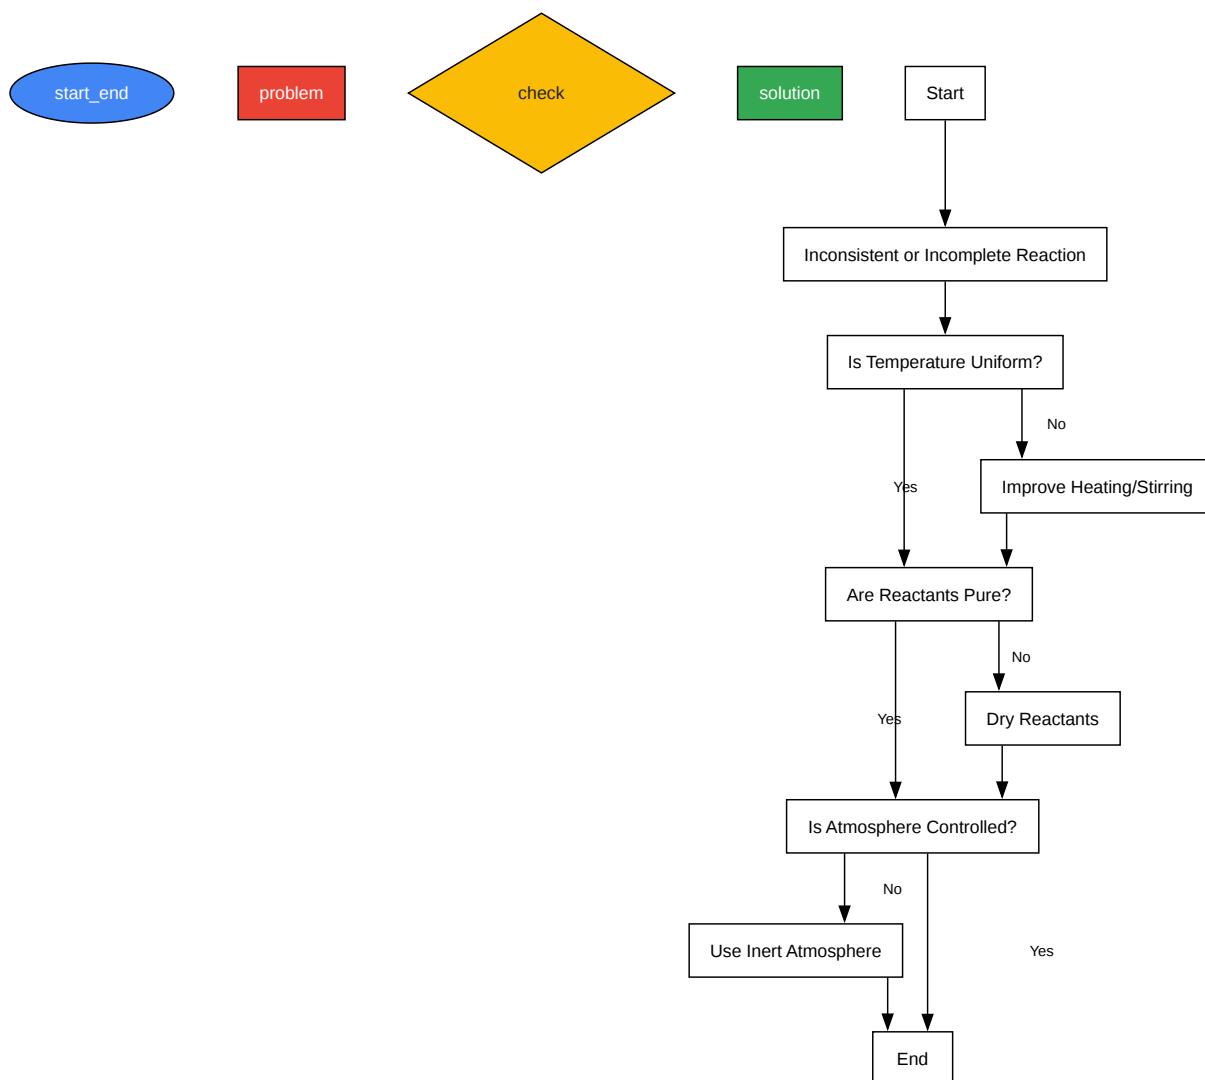 start_end
problem
check
solution
Start
Inconsistent or Incomplete Reaction
Is Temperature Uniform?
No
Yes
Improve Heating/Stirring
Are Reactants Pure?
No
Yes
Dry Reactants
Is Atmosphere Controlled?
No
Use Inert Atmosphere
Yes
End